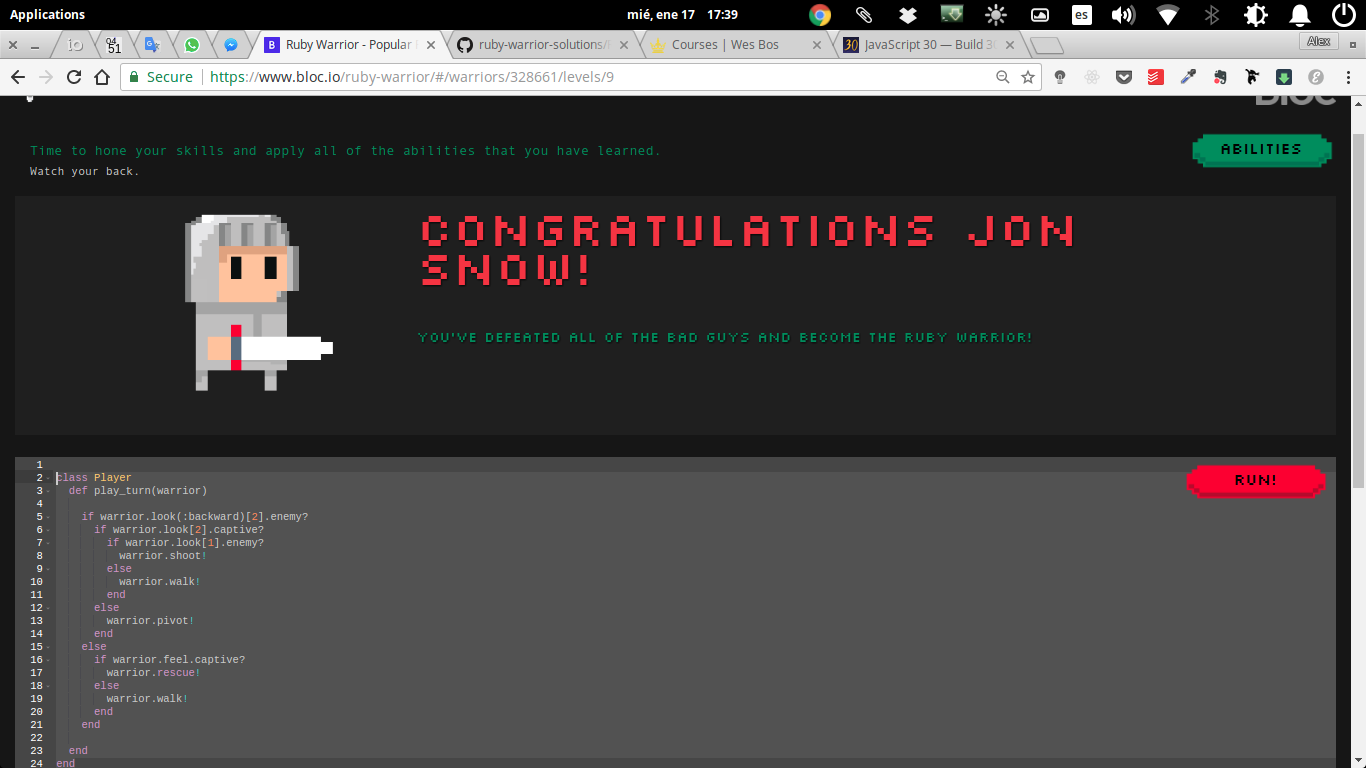 Applications
mié, ene 17 17:39
es
04
51
Ruby Warrior - Popular
ruby-warrior-solutions/
Courses | Wes Bos
30
JavaScript 30 — Build 30
Alex
Secure
https://www.bloc.io/ruby-warrior/#/warriors/328661/levels/9
Bloc
Time to hone your skills and apply all of the abilities that you have learned.
Watch your back.
ABILITIES
CONGRATULATIONS JON
SNOW!
YOU'VE DEFEATED ALL OF THE BAD GUYS AND BECOME THE RUBY WARRIOR!
RUN!
1
2 class Player
3 def play_turn(warrior)
4
5 if warrior.look(:backward)[2].enemy?
6 if warrior.look[2].captive?
7 if warrior.look[1].enemy?
8 warrior.shoot!
9 else
10 warrior.walk!
11 end
12 else
13 warrior.pivot!
14 end
15 else
16 if warrior.feel.captive?
17 warrior.rescue!
18 else
19 warrior.walk!
20 end
21 end
22
23 end
24 end